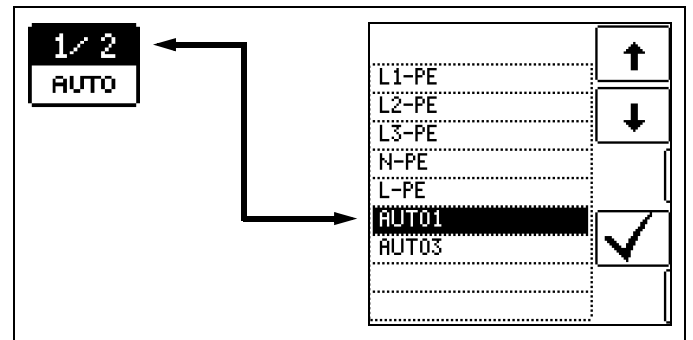 1/ 2
AUTO
L1-PE
L2-PE
L3-PE
N-PE
L-PE
AUTO1
AUTO3